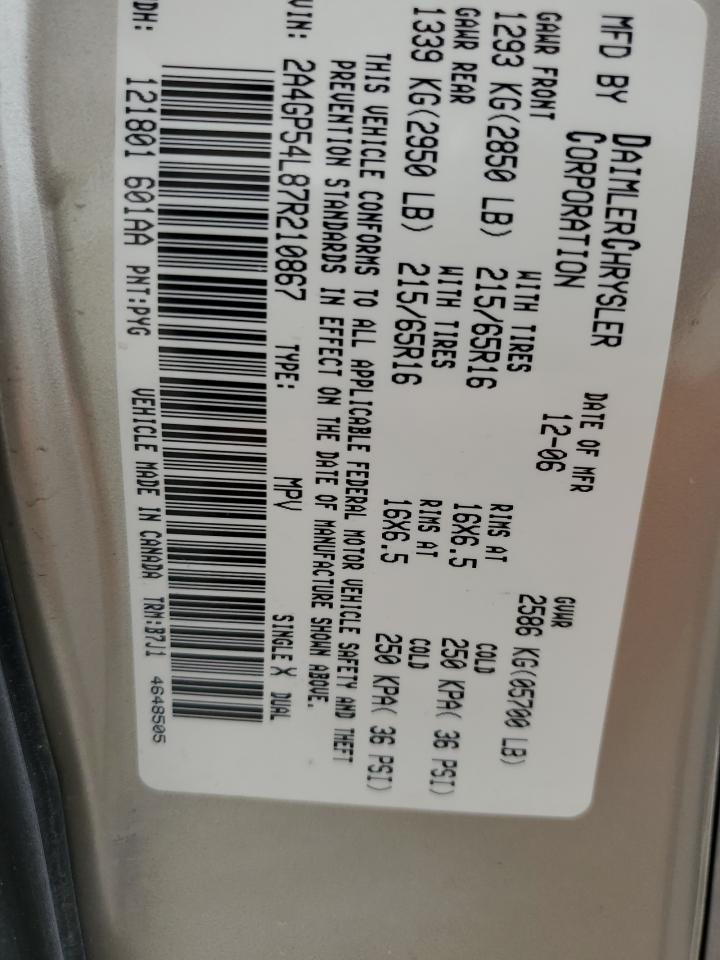 MFD BY DAIMLERCHRYSLER CORPORATION
DATE OF MFR 12-06
GVWR 2586 KG(05700 LB)
GAWR FRONT WITH TIRES RIMS AT COLD
1293 KG(2850 LB) 215/65R16 16X6.5 250 KPA( 36 PSI)
GAWR REAR WITH TIRES RIMS AT COLD
1339 KG(2950 LB) 215/65R16 16X6.5 250 KPA( 36 PSI)
THIS VEHICLE CONFORMS TO ALL APPLICABLE FEDERAL MOTOR VEHICLE SAFETY AND THEFT
PREVENTION STANDARDS IN EFFECT ON THE DATE OF MANUFACTURE SHOWN ABOVE.
VIN: 2A4GP54L87R210867 TYPE: MPV SINGLE X DUAL
DH: 121801 601AA PNT:PYG VEHICLE MADE IN CANADA TRM:B7J1 4648505